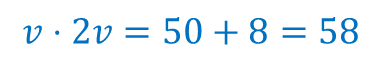 v · 2v = 50 + 8 = 58